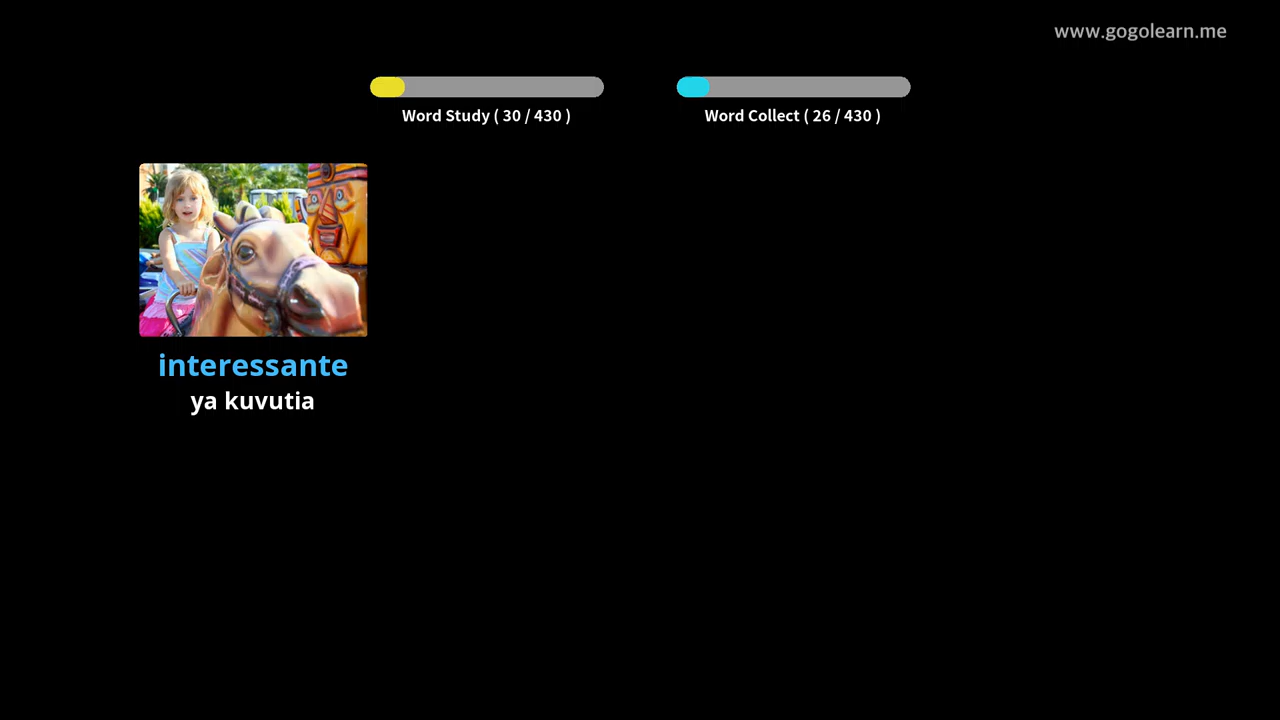 www.gogolearn.me
Word Study ( 30 / 430 )
Word Collect ( 26 / 430 )
interessante
ya kuvutia